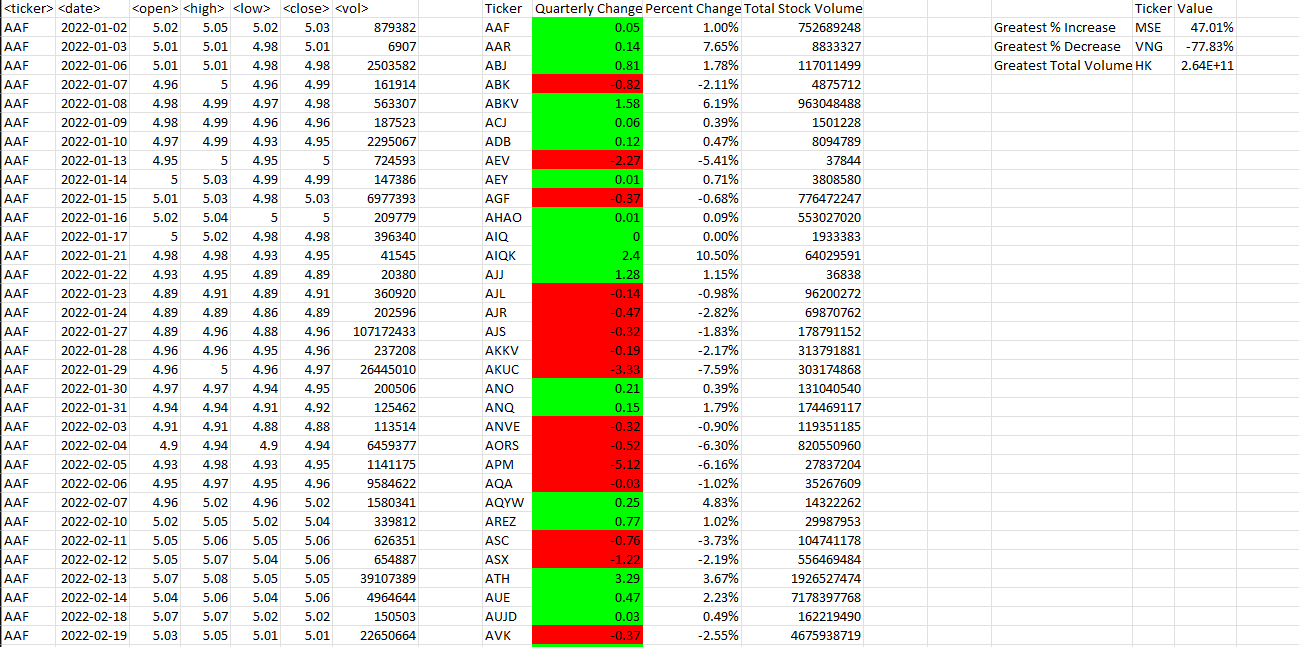 <ticker> <date> <open> <high> <low> <close> <vol> Ticker Quarterly Change Percent Change Total Stock Volume Ticker Value
AAF 2022-01-02 5.02 5.05 5.02 5.03 879382 AAF 0.05 1.00% 752689248 Greatest % Increase MSE 47.01%
AAF 2022-01-03 5.01 5.01 4.98 5.01 6907 AAR 0.14 7.65% 8833327 Greatest % Decrease VNG -77.83%
AAF 2022-01-06 5.01 5.01 4.98 4.98 2503582 ABJ 0.81 1.78% 117011499 Greatest Total Volume HK 2.64E+11
AAF 2022-01-07 4.96 5 4.96 4.99 161914 ABK -0.82 -2.11% 4875712
AAF 2022-01-08 4.98 4.99 4.97 4.98 563307 ABKV 1.58 6.19% 963048488
AAF 2022-01-09 4.98 4.99 4.96 4.96 187523 ACJ 0.06 0.39% 1501228
AAF 2022-01-10 4.97 4.99 4.93 4.95 2295067 ADB 0.12 0.47% 8094789
AAF 2022-01-13 4.95 5 4.95 5 724593 AEV -2.27 -5.41% 37844
AAF 2022-01-14 5 5.03 4.99 4.99 147386 AEY 0.01 0.71% 3808580
AAF 2022-01-15 5.01 5.03 4.98 5.03 6977393 AGF -0.37 -0.68% 776472247
AAF 2022-01-16 5.02 5.04 5 5 209779 AHAO 0.01 0.09% 553027020
AAF 2022-01-17 5 5.02 4.98 4.98 396340 AIQ 0 0.00% 1933383
AAF 2022-01-21 4.98 4.98 4.93 4.95 41545 AIQK 2.4 10.50% 64029591
AAF 2022-01-22 4.93 4.95 4.89 4.89 20380 AJJ 1.28 1.15% 36838
AAF 2022-01-23 4.89 4.91 4.89 4.91 360920 AJL -0.14 -0.98% 96200272
AAF 2022-01-24 4.89 4.89 4.86 4.89 202596 AJR -0.47 -2.82% 69870762
AAF 2022-01-27 4.89 4.96 4.88 4.96 107172433 AJS -0.32 -1.83% 178791152
AAF 2022-01-28 4.96 4.96 4.95 4.96 237208 AKKV -0.19 -2.17% 313791881
AAF 2022-01-29 4.96 5 4.96 4.97 26445010 AKUC -3.33 -7.59% 303174868
AAF 2022-01-30 4.97 4.97 4.94 4.95 200506 ANO 0.21 0.39% 131040540
AAF 2022-01-31 4.94 4.94 4.91 4.92 125462 ANQ 0.15 1.79% 174469117
AAF 2022-02-03 4.91 4.91 4.88 4.88 113514 ANVE -0.32 -0.90% 119351185
AAF 2022-02-04 4.9 4.94 4.9 4.94 6459377 AORS -0.52 -6.30% 820550960
AAF 2022-02-05 4.93 4.98 4.93 4.95 1141175 APM -5.12 -6.16% 27837204
AAF 2022-02-06 4.95 4.97 4.95 4.96 9584622 AQA -0.03 -1.02% 35267609
AAF 2022-02-07 4.96 5.02 4.96 5.02 1580341 AQYW 0.25 4.83% 14322262
AAF 2022-02-10 5.02 5.05 5.02 5.04 339812 AREZ 0.77 1.02% 29987953
AAF 2022-02-11 5.05 5.06 5.05 5.06 626351 ASC -0.76 -3.73% 104741178
AAF 2022-02-12 5.05 5.07 5.04 5.06 654887 ASX -1.22 -2.19% 556469484
AAF 2022-02-13 5.07 5.08 5.05 5.05 39107389 ATH 3.29 3.67% 1926527474
AAF 2022-02-14 5.04 5.06 5.04 5.06 4964644 AUE 0.47 2.23% 7178397768
AAF 2022-02-18 5.07 5.07 5.02 5.02 150503 AUJD 0.03 0.49% 162219490
AAF 2022-02-19 5.03 5.05 5.01 5.01 22650664 AVK -0.37 -2.55% 4675938719